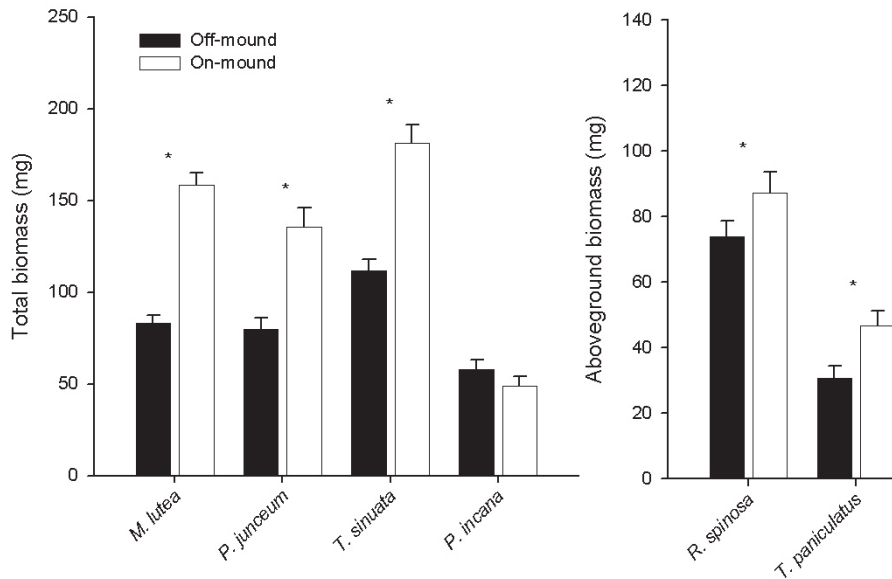 250
200
150
100
50
0
Total biomass (mg)
Off-mound
On-mound
*
*
*
M. lutea
P. junceum
T. sinuata
P. incana
140
120
100
80
60
40
20
0
Aboveground biomass (mg)
*
*
R. spinosa
T. paniculatus